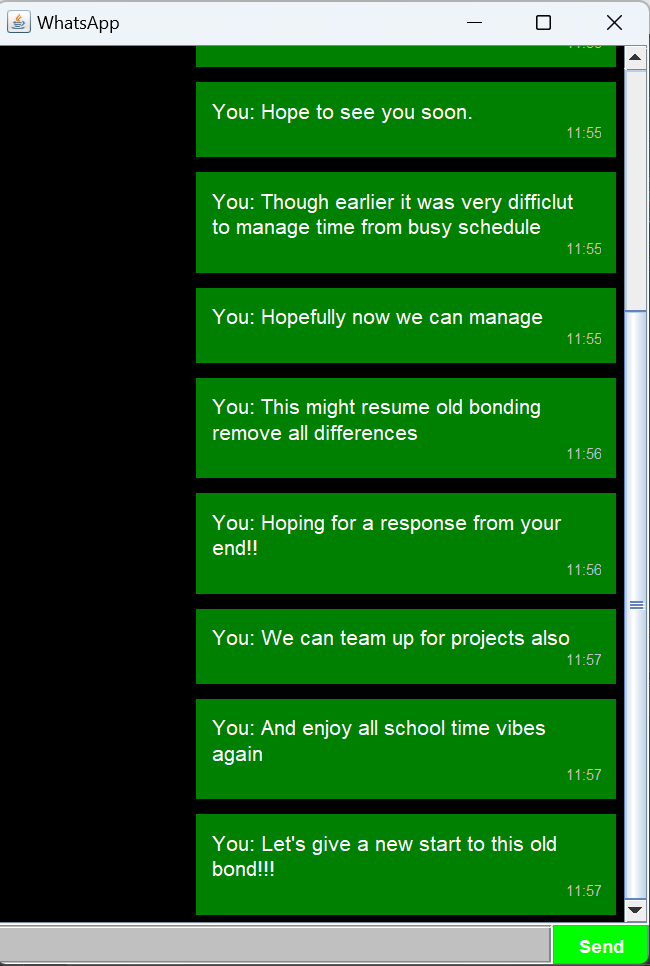 WhatsApp
You: Hope to see you soon.
11:55
You: Though earlier it was very difficlut
to manage time from busy schedule
11:55
You: Hopefully now we can manage
11:55
You: This might resume old bonding
remove all differences
11:56
You: Hoping for a response from your
end!!
11:56
You: We can team up for projects also
11:57
You: And enjoy all school time vibes
again
11:57
You: Let's give a new start to this old
bond!!!
11:57
Send